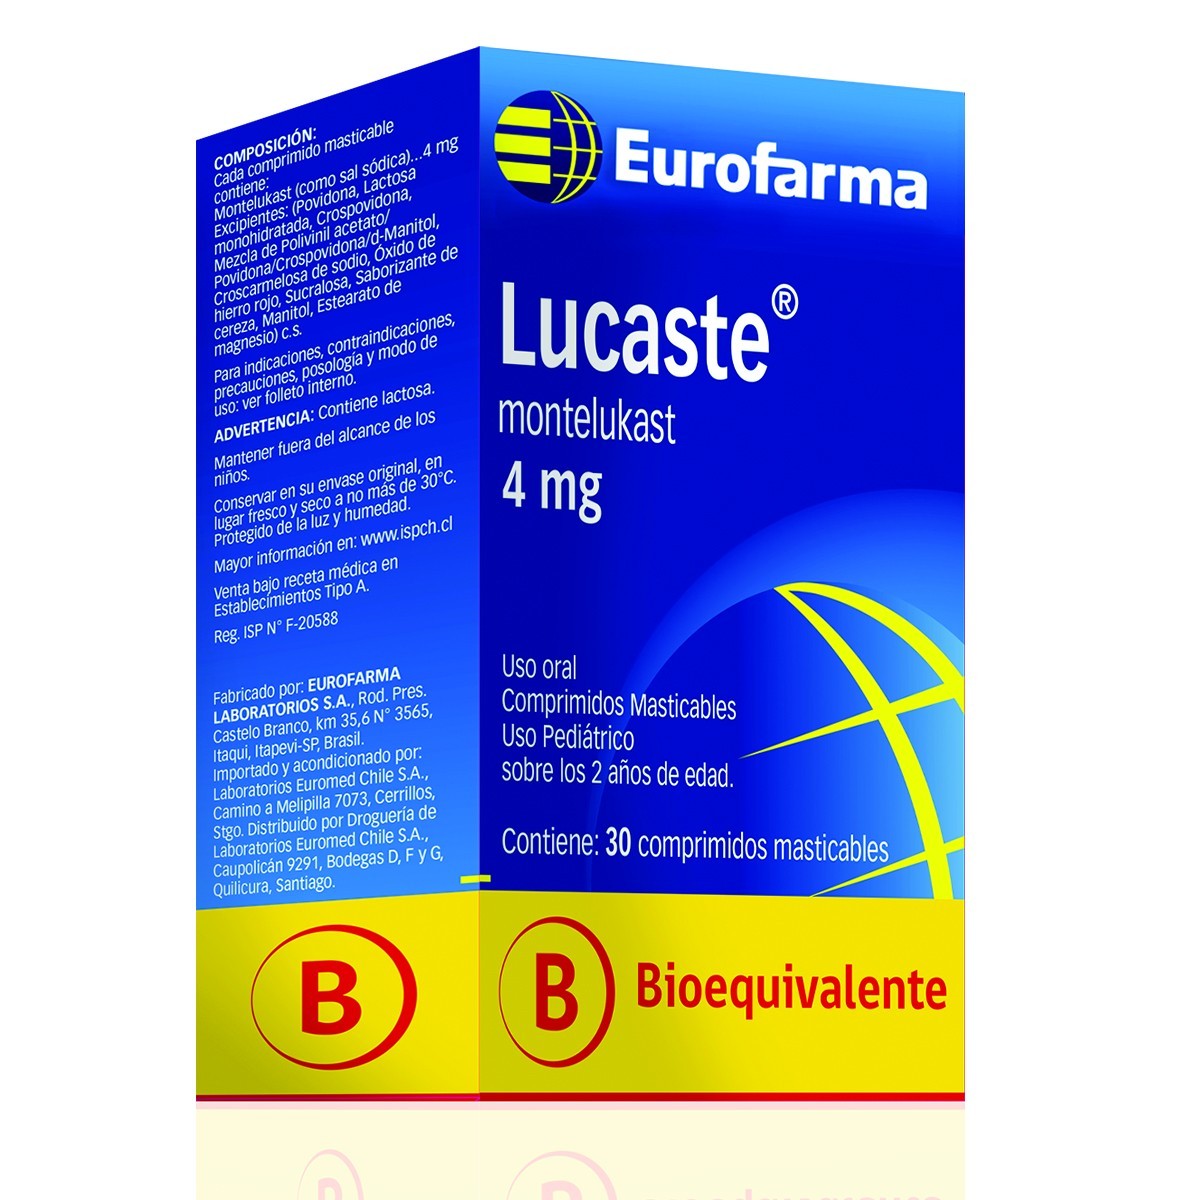 COMPOSICIÓN:
Cada comprimido masticable
contiene:
Montelukast (como sal sódica)...4 mg
Excipientes: (Povidona, Lactosa
monohidratada, Crospovidona,
Mezcla de Polivinil acetato/
Povidona/Crospovidona/d-Manitol,
Croscarmelosa de sodio, Óxido de
hierro rojo, Sucralosa, Saborizante de
cereza, Manitol, Estearato de
magnesio) c.s.
Para indicaciones, contraindicaciones,
precauciones, posología y modo de
uso: ver folleto interno.
ADVERTENCIA: Contiene lactosa.
Mantener fuera del alcance de los
niños.
Conservar en su envase original, en
lugar fresco y seco a no más de 30°C.
Protegido de la luz y humedad.
Mayor información en: www.ispch.cl
Venta bajo receta médica en
Establecimientos Tipo A.
Reg. ISP N° F-20588
Fabricado por: EUROFARMA
LABORATORIOS S.A., Rod. Pres.
Castelo Branco, km 35,6 N° 3565,
Itaqui, Itapevi-SP, Brasil.
Importado y acondicionado por:
Laboratorios Euromed Chile S.A.,
Camino a Melipilla 7073, Cerrillos,
Stgo. Distribuido por Droguería de
Laboratorios Euromed Chile S.A.,
Caupolicán 9291, Bodegas D, F y G,
Quilicura, Santiago.
B
Eurofarma
Lucaste®
montelukast
4 mg
Uso oral
Comprimidos Masticables
Uso Pediátrico
sobre los 2 años de edad.
Contiene: 30 comprimidos masticables
B Bioequivalente